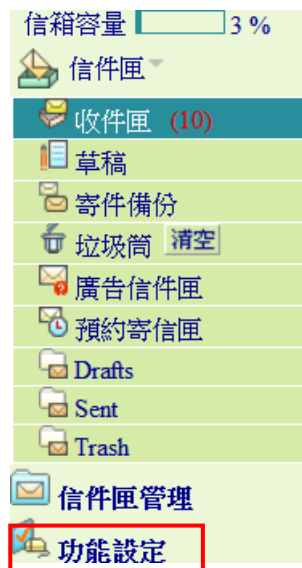 信箱容量 3 %
信件匣
收件匣 (10)
草稿
寄件備份
垃圾筒 清空
廣告信件匣
預約寄信匣
Drafts
Sent
Trash
信件匣管理
功能設定